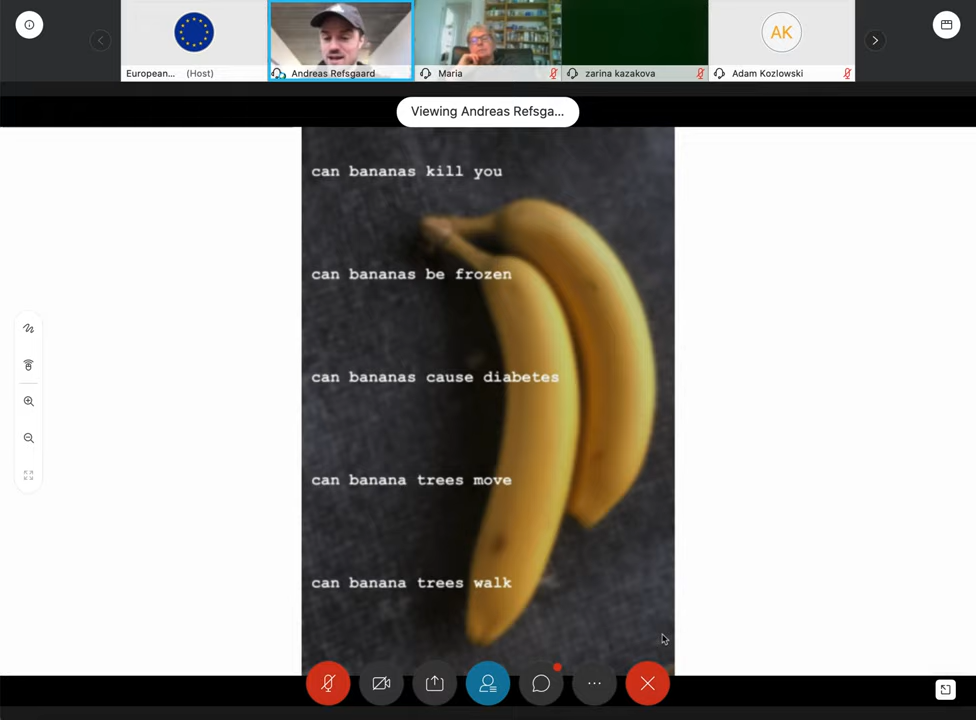 European... (Host)
Andreas Refsgaard
Maria
zarina kazakova
AK
Adam Kozlowski
Viewing Andreas Refsga...
can bananas kill you
can bananas be frozen
can bananas cause diabetes
can banana trees move
can banana trees walk